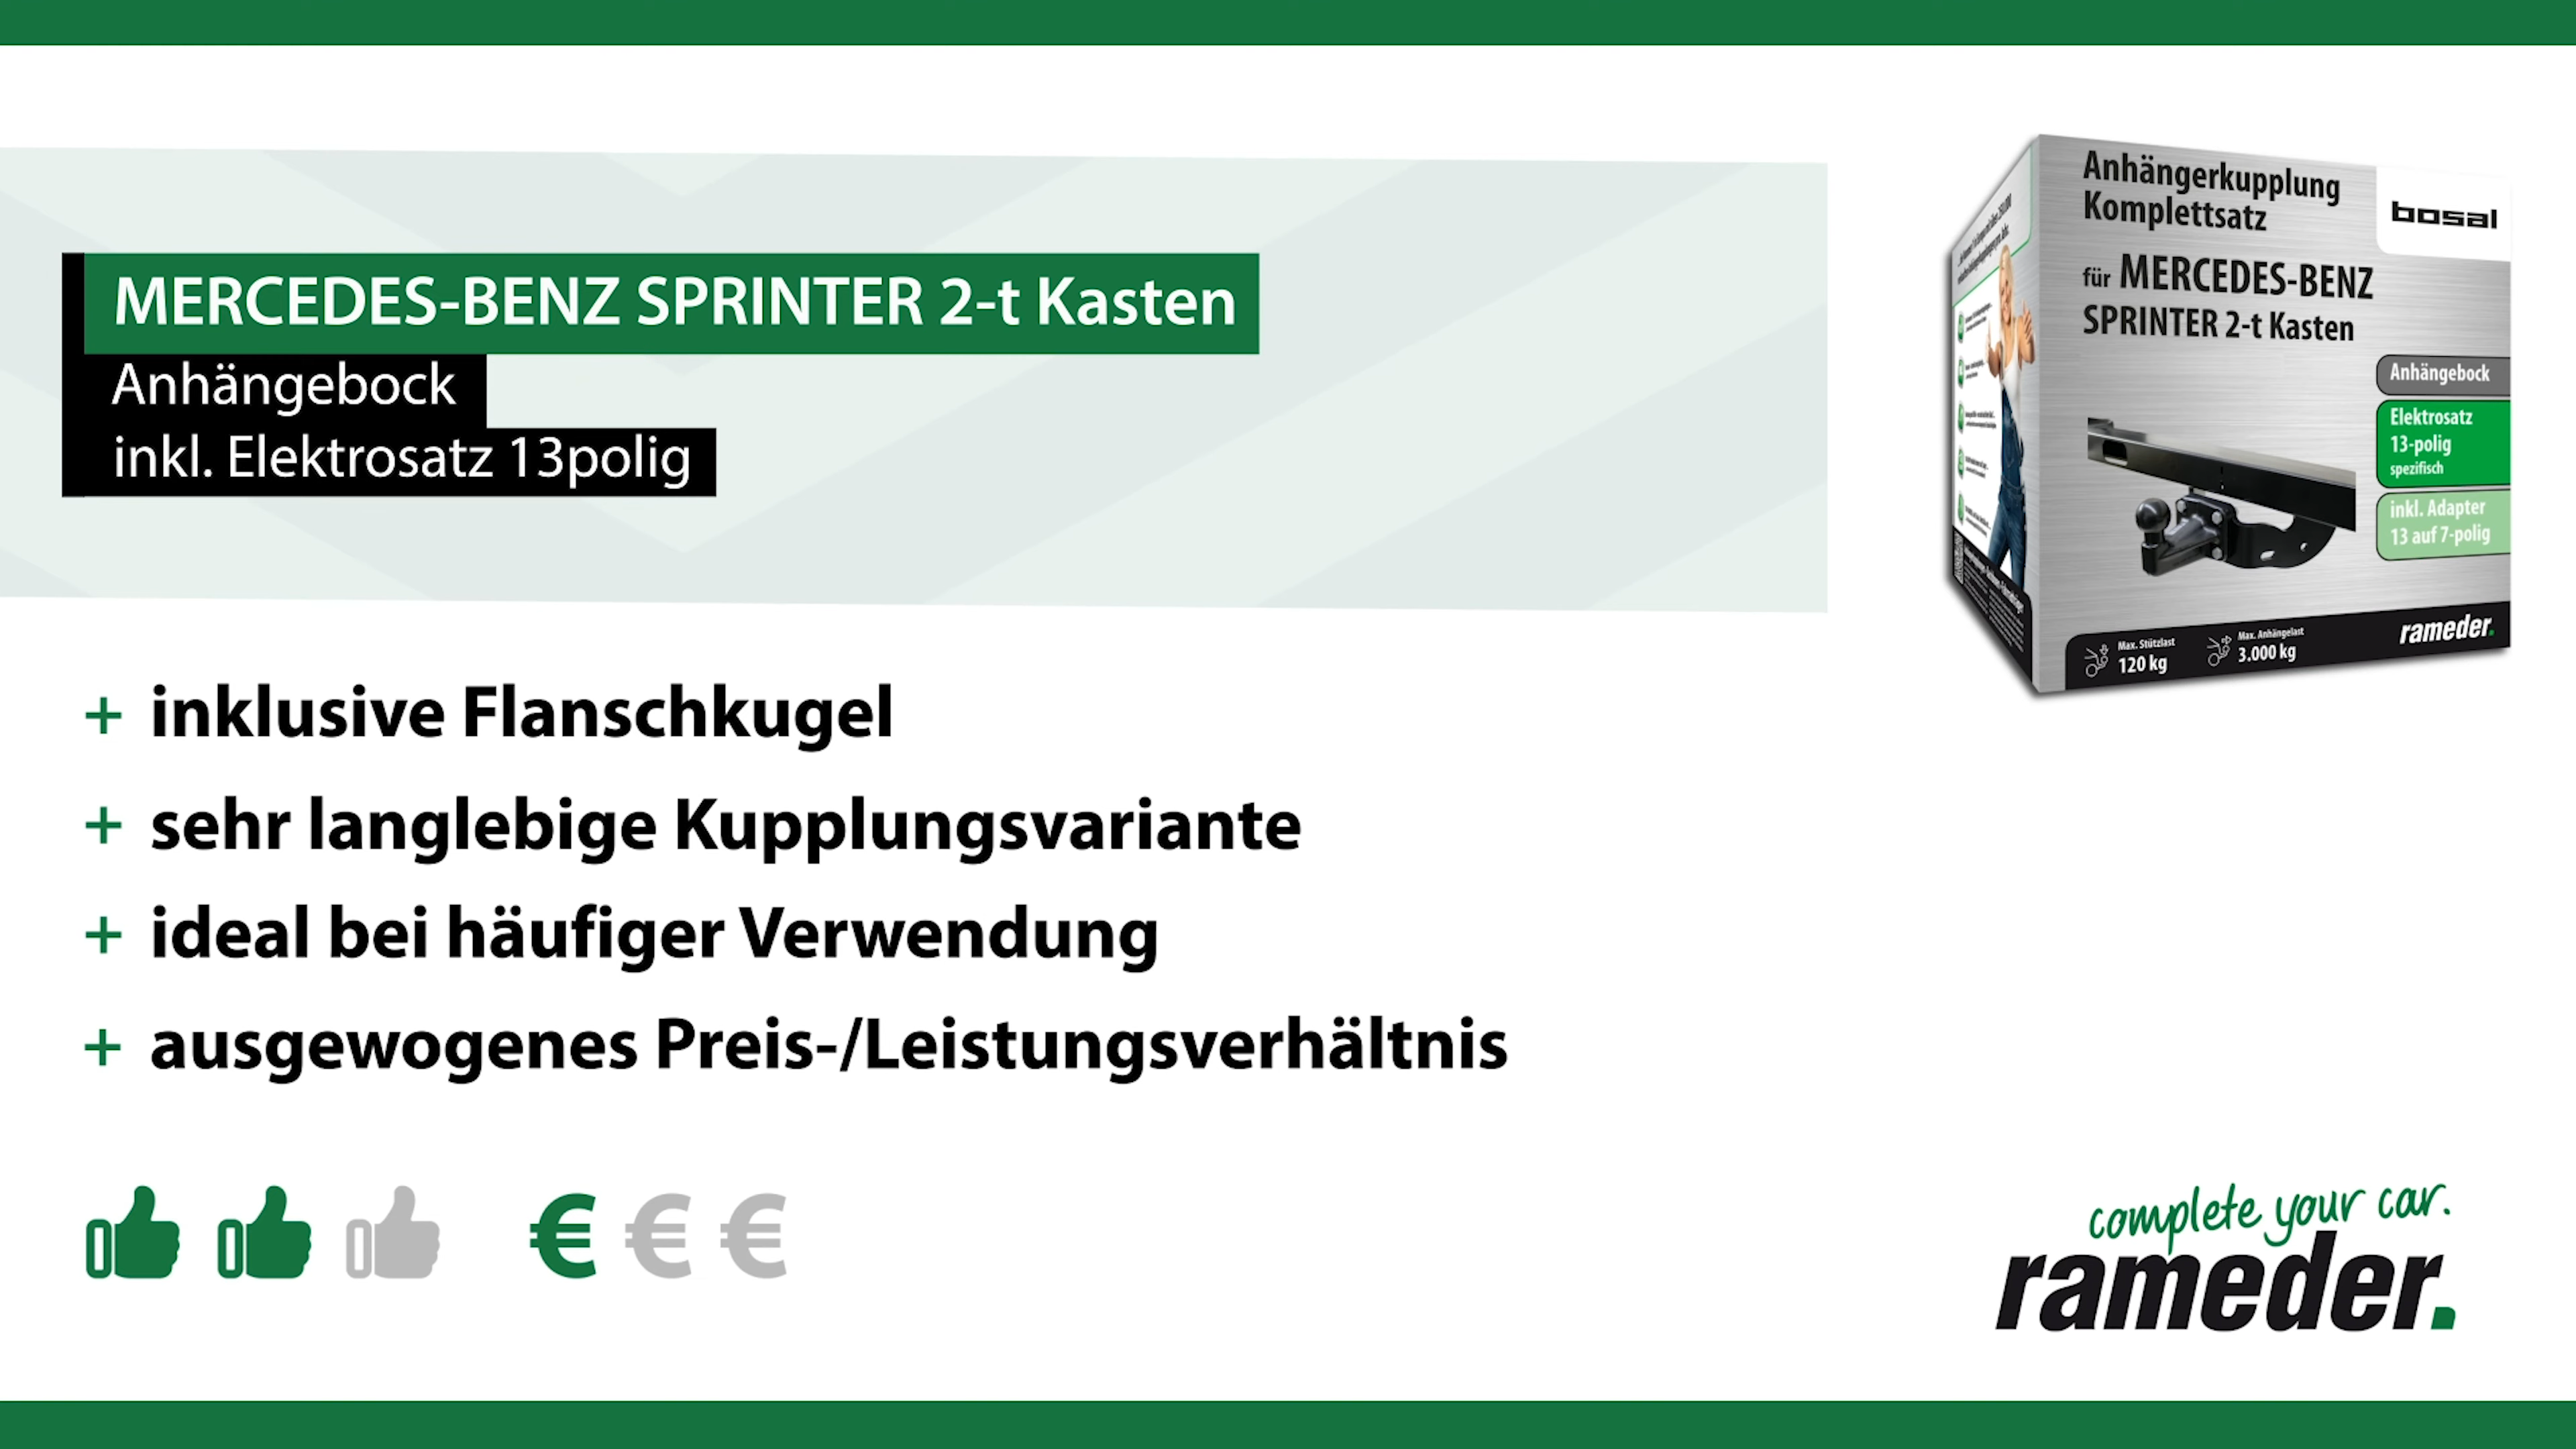 MERCEDES-BENZ SPRINTER 2-t Kasten
Anhängebock
inkl. Elektrosatz 13polig
Anhängerkupplung
Komplettsatz
bosal
für MERCEDES-BENZ
SPRINTER 2-t Kasten
Anhängebock
Elektrosatz
13-polig
spezifisch
inkl. Adapter
13 auf 7-polig
Max. Stützlast
120 kg
Max. Anhängelast
3.000 kg
rameder.
+ inklusive Flanschkugel
+ sehr langlebige Kupplungsvariante
+ ideal bei häufiger Verwendung
+ ausgewogenes Preis-/Leistungsverhältnis
€ € €
complete your car.
rameder.